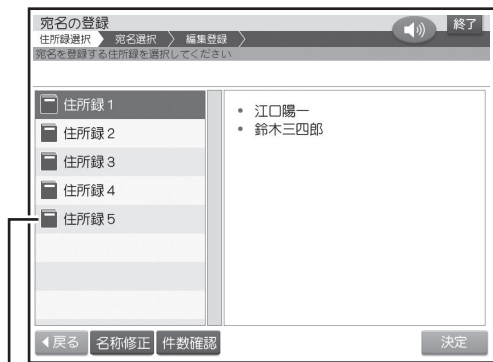 宛名の登録
終了
住所録選択 宛名選択 編集登録
宛名を登録する住所録を選択してください
住所録1
住所録2
住所録3
住所録4
住所録5
• 江口陽一
• 鈴木三四郎
戻る 名称修正 件数確認 決定